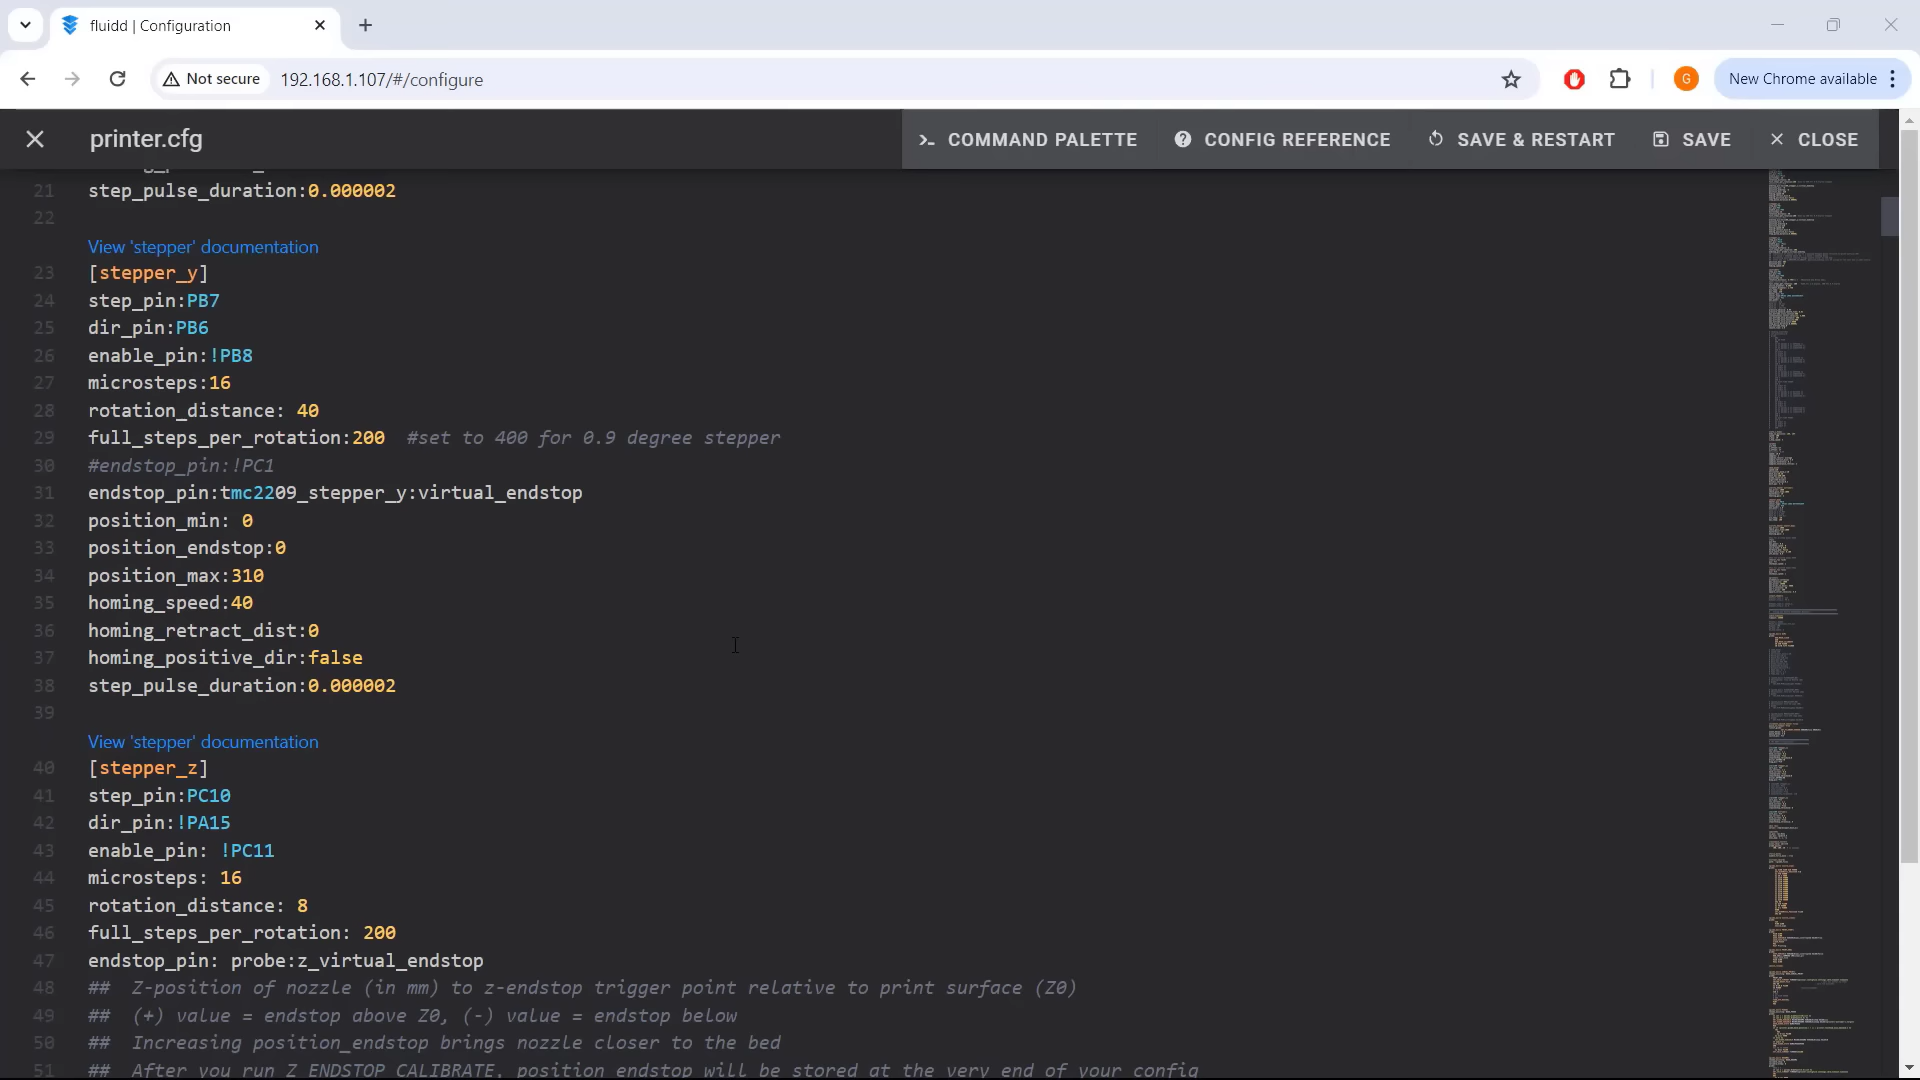 fluidd | Configuration
Not secure
192.168.1.107/#/configure
G
New Chrome available
printer.cfg
COMMAND PALETTE
CONFIG REFERENCE
SAVE & RESTART
SAVE
CLOSE
21 step_pulse_duration:0.000002
22
View 'stepper' documentation
23 [stepper_y]
24 step_pin:PB7
25 dir_pin:PB6
26 enable_pin:!PB8
27 microsteps:16
28 rotation_distance: 40
29 full_steps_per_rotation:200  #set to 400 for 0.9 degree stepper
30 #endstop_pin:!PC1
31 endstop_pin:tmc2209_stepper_y:virtual_endstop
32 position_min: 0
33 position_endstop:0
34 position_max:310
35 homing_speed:40
36 homing_retract_dist:0
37 homing_positive_dir:false
38 step_pulse_duration:0.000002
39
View 'stepper' documentation
40 [stepper_z]
41 step_pin:PC10
42 dir_pin:!PA15
43 enable_pin: !PC11
44 microsteps: 16
45 rotation_distance: 8
46 full_steps_per_rotation: 200
47 endstop_pin: probe:z_virtual_endstop
48 ##  Z-position of nozzle (in mm) to z-endstop trigger point relative to print surface (Z0)
49 ##  (+) value = endstop above Z0, (-) value = endstop below
50 ##  Increasing position_endstop brings nozzle closer to the bed
51 ##  After you run Z_ENDSTOP_CALIBRATE, position_endstop will be stored at the very end of your config